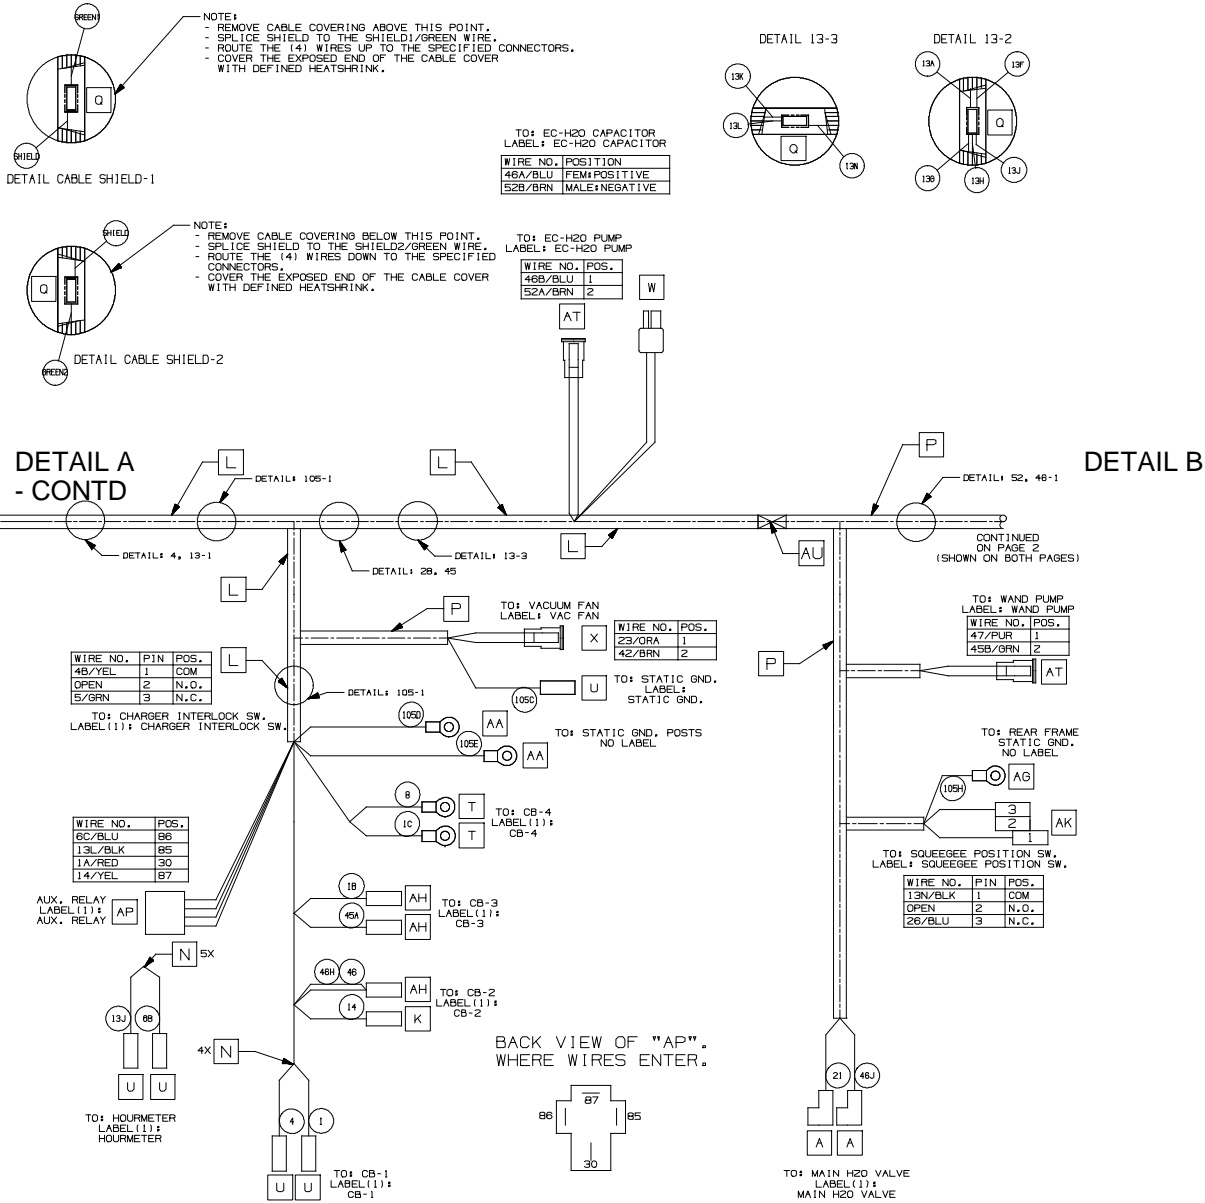 GREEN1
NOTE:
- REMOVE CABLE COVERING ABOVE THIS POINT.
- SPLICE SHIELD TO THE SHIELD1/GREEN WIRE.
- ROUTE THE (4) WIRES UP TO THE SPECIFIED CONNECTORS.
- COVER THE EXPOSED END OF THE CABLE COVER
WITH DEFINED HEATSHRINK.
Q
SHIELD
DETAIL CABLE SHIELD-1
DETAIL 13-3
13K
13L
Q
13N
DETAIL 13-2
13A
13F
Q
13G
13H
13J
TO: EC-H2O CAPACITOR
LABEL: EC-H2O CAPACITOR
WIRE NO. POSITION
46A/BLU FEM:POSITIVE
52B/BRN MALE:NEGATIVE
SHIELD
NOTE:
- REMOVE CABLE COVERING BELOW THIS POINT.
- SPLICE SHIELD TO THE SHIELD2/GREEN WIRE.
- ROUTE THE (4) WIRES DOWN TO THE SPECIFIED
CONNECTORS.
- COVER THE EXPOSED END OF THE CABLE COVER
WITH DEFINED HEATSHRINK.
Q
GREEN2
DETAIL CABLE SHIELD-2
TO: EC-H2O PUMP
LABEL: EC-H2O PUMP
WIRE NO. POS.
46B/BLU 1
52A/BRN 2
AT
W
DETAIL A
- CONTD
DETAIL B
L
DETAIL: 105-1
L
P
DETAIL: 52, 46-1
DETAIL: 4, 13-1
DETAIL: 13-3
DETAIL: 28, 45
L
L
AU
CONTINUED
ON PAGE 2
(SHOWN ON BOTH PAGES)
P
TO: VACUUM FAN
LABEL: VAC FAN
X
WIRE NO. POS.
23/ORA 1
42/BRN 2
TO: WAND PUMP
LABEL: WAND PUMP
WIRE NO. POS.
47/PUR 1
45B/GRN 2
AT
P
WIRE NO. PIN POS.
4B/YEL 1 COM
OPEN 2 N.O.
5/GRN 3 N.C.
TO: CHARGER INTERLOCK SW.
LABEL(1): CHARGER INTERLOCK SW.
L
DETAIL: 105-1
105C
U
TO: STATIC GND.
LABEL:
STATIC GND.
105D
AA
105E
AA
TO: STATIC GND. POSTS
NO LABEL
TO: REAR FRAME
STATIC GND.
NO LABEL
105H
AG
3
2
1
AK
TO: SQUEEGEE POSITION SW.
LABEL: SQUEEGEE POSITION SW.
WIRE NO. PIN POS.
13N/BLK 1 COM
OPEN 2 N.O.
26/BLU 3 N.C.
8
T
1C
T
TO: CB-4
LABEL(1):
CB-4
WIRE NO. POS.
6C/BLU 86
13L/BLK 85
1A/RED 30
14/YEL 87
AUX. RELAY
LABEL(1):
AUX. RELAY
AP
1B
AH
45A
AH
TO: CB-3
LABEL(1):
CB-3
N 5X
13J
6B
U U
TO: HOURMETER
LABEL(1):
HOURMETER
46H 46
AH
14
K
TO: CB-2
LABEL(1):
CB-2
4X N
4
1
U U
TO: CB-1
LABEL(1):
CB-1
BACK VIEW OF "AP".
WHERE WIRES ENTER.
87
86
85
30
21
46J
A A
TO: MAIN H2O VALVE
LABEL(1):
MAIN H2O VALVE